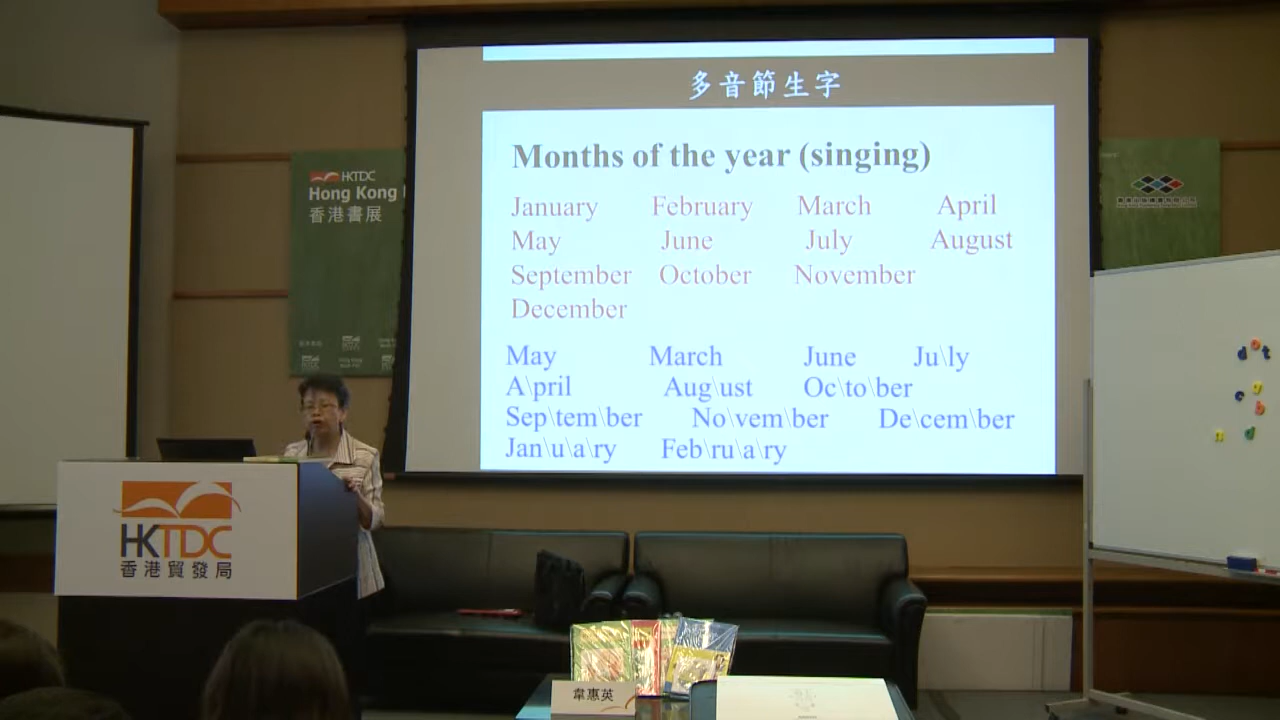 多音節生字
Months of the year (singing)
January February March April
May June July August
September October November
December
May March June Ju\ly
A\pril Aug\ust Oc\to\ber
Sep\tem\ber No\vem\ber De\cem\ber
Jan\u\a\ry Feb\ru\a\ry
HKTDC
Hong Kong
香港書展
HKTDC
香港貿發局
韋惠英
d o t
e g b
n d